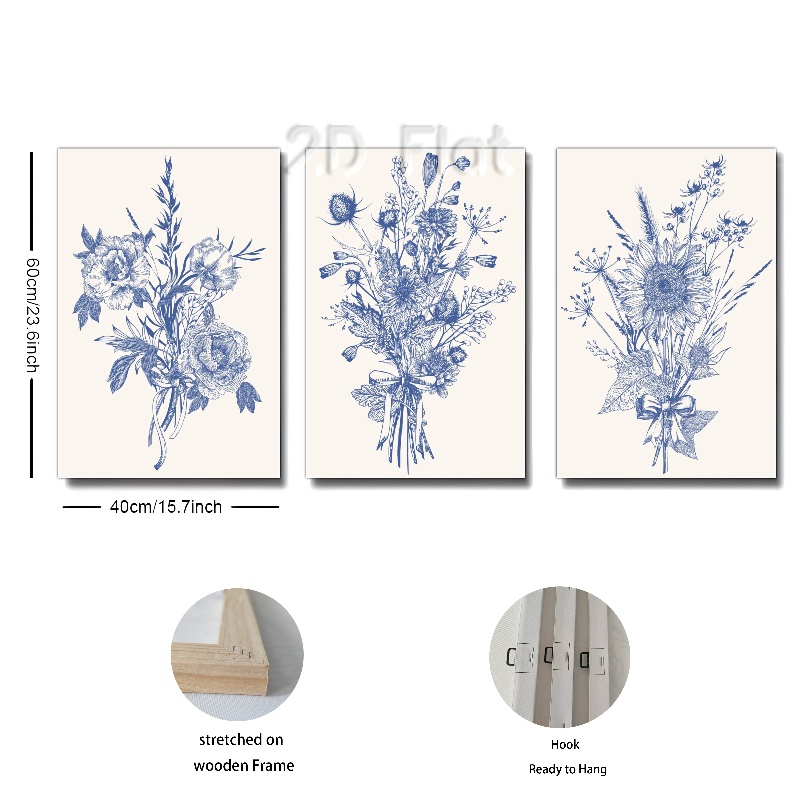 2D Flat
60cm/23.6inch
40cm/15.7inch
stretched on
wooden Frame
Hook
Ready to Hang